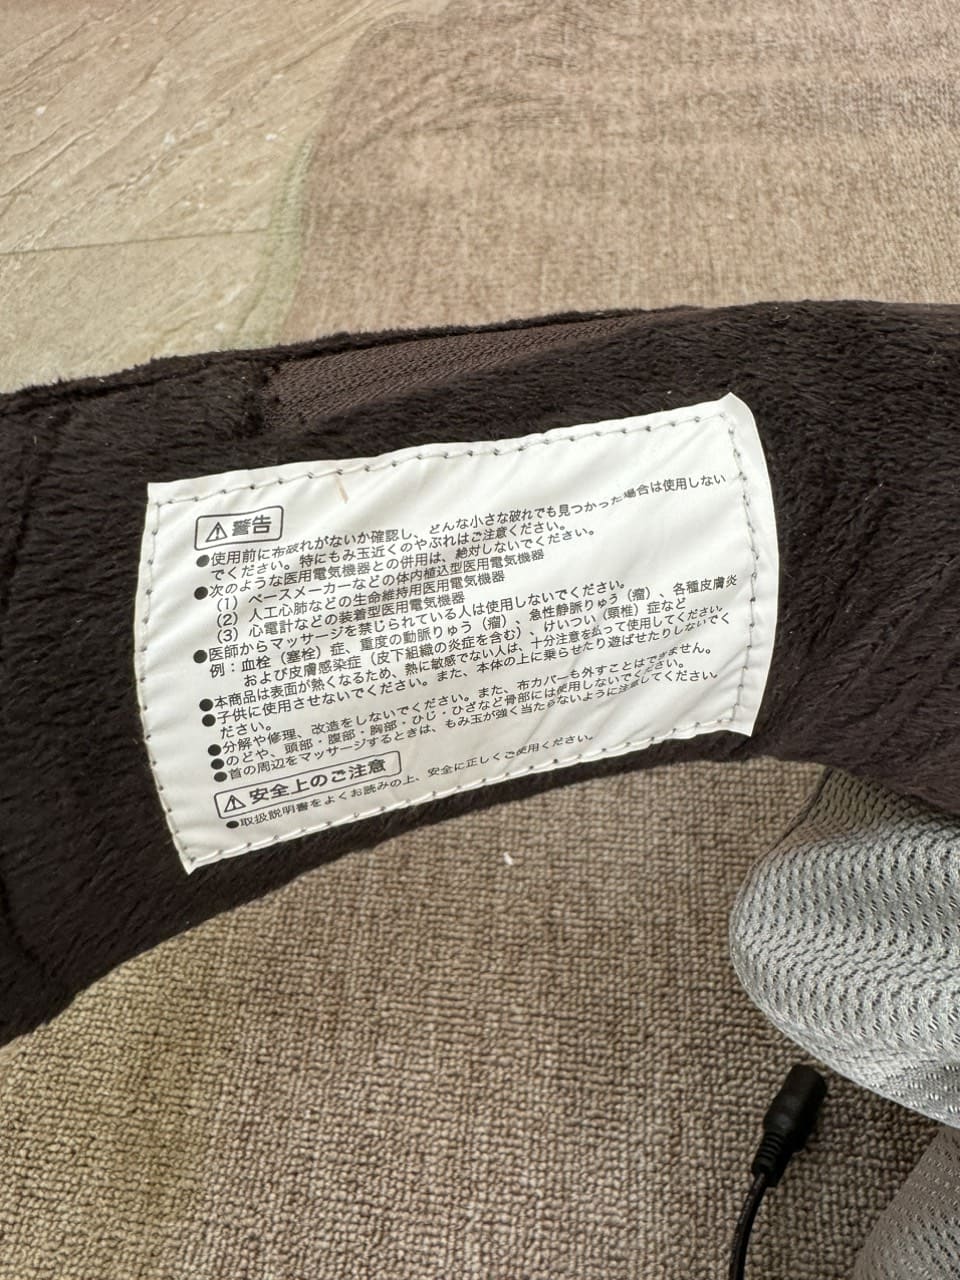 ⚠警告
●使用前に布破れがないか確認し、どんな小さな破れでも見つかった場合は使用しない
でください。特にもみ玉近くのやぶれはご注意ください。
●次のような医用電気機器との併用は、絶対しないでください。
(1) ペースメーカーなどの体内植込型医用電気機器
(2) 人工心肺などの生命維持用医用電気機器
(3) 心電計などの装着型医用電気機器
●医師からマッサージを禁じられている人は使用しないでください。
例：血栓（塞栓）症、重度の動脈りゅう（瘤）、急性静脈りゅう（瘤）、各種皮膚炎
および皮膚感染症（皮下組織の炎症を含む）、けいつい（頸椎）症など
●本商品は表面が熱くなるため、熱に敏感でない人は、十分注意を払って使用してください。
●子供に使用させないでください。また、本体の上に乗らせたり遊ばせたりしないでく
ださい。
●分解や修理、改造をしないでください。また、布カバーも外すことはできません。
●のどや、頭部・腹部・胸部・ひじ・ひざなど骨部には使用しないでください。
●首の周辺をマッサージするときは、もみ玉が強く当たらないように注意してください。
⚠安全上のご注意
●取扱説明書をよくお読みの上、安全に正しくご使用ください。